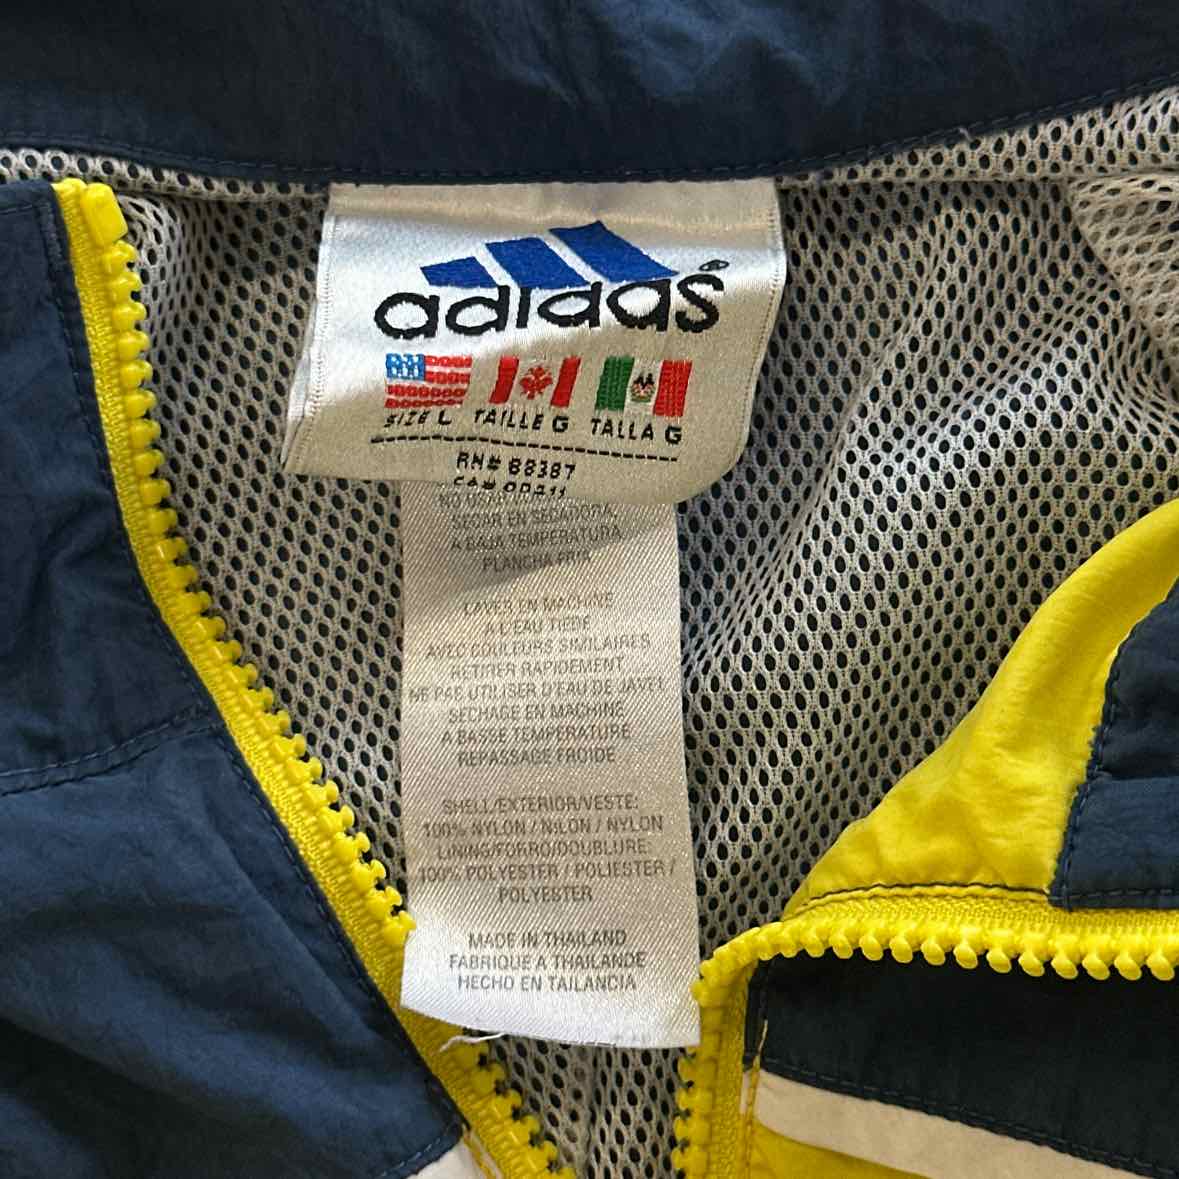 adidas
SIZE L TAILLE G TALLA G
RN# 88387
SECAR EN SECADORA
A BAJA TEMPERATURA
PLANCHA FRIA
LAVER EN MACHINE
A L'EAU TIEDE
AVEC COULEURS SIMILAIRES
RETIRER RAPIDEMENT
NE PAS UTILISER D'EAU DE JAVEL
SECHAGE EN MACHINE
A BASSE TEMPERATURE
REPASSAGE FROIDE
SHELL/EXTERIOR/VESTE:
100% NYLON / NILON / NYLON
LINING/FORRO/DOUBLURE:
100% POLYESTER / POLIESTER /
POLYESTER
MADE IN THAILAND
FABRIQUE A THAILANDE
HECHO EN TAILANCIA